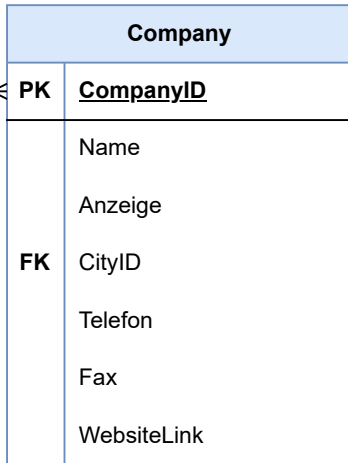 Company
PK CompanyID
Name
Anzeige
FK CityID
Telefon
Fax
WebsiteLink